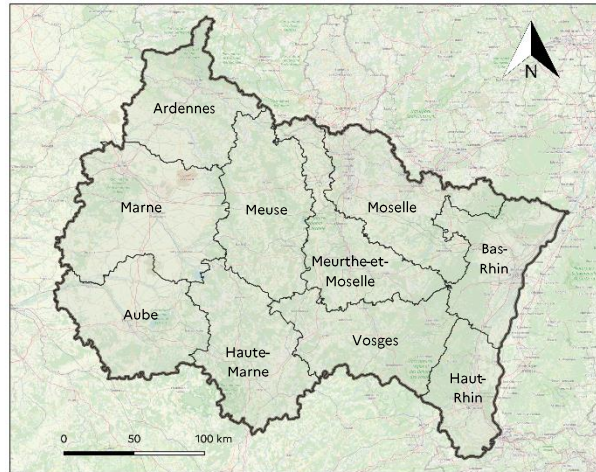 N
Ardennes
Marne
Meuse
Moselle
Bas-
Rhin
Meurthe-et-
Moselle
Aube
Haute-
Marne
Vosges
Haut-
Rhin
0 50 100 km